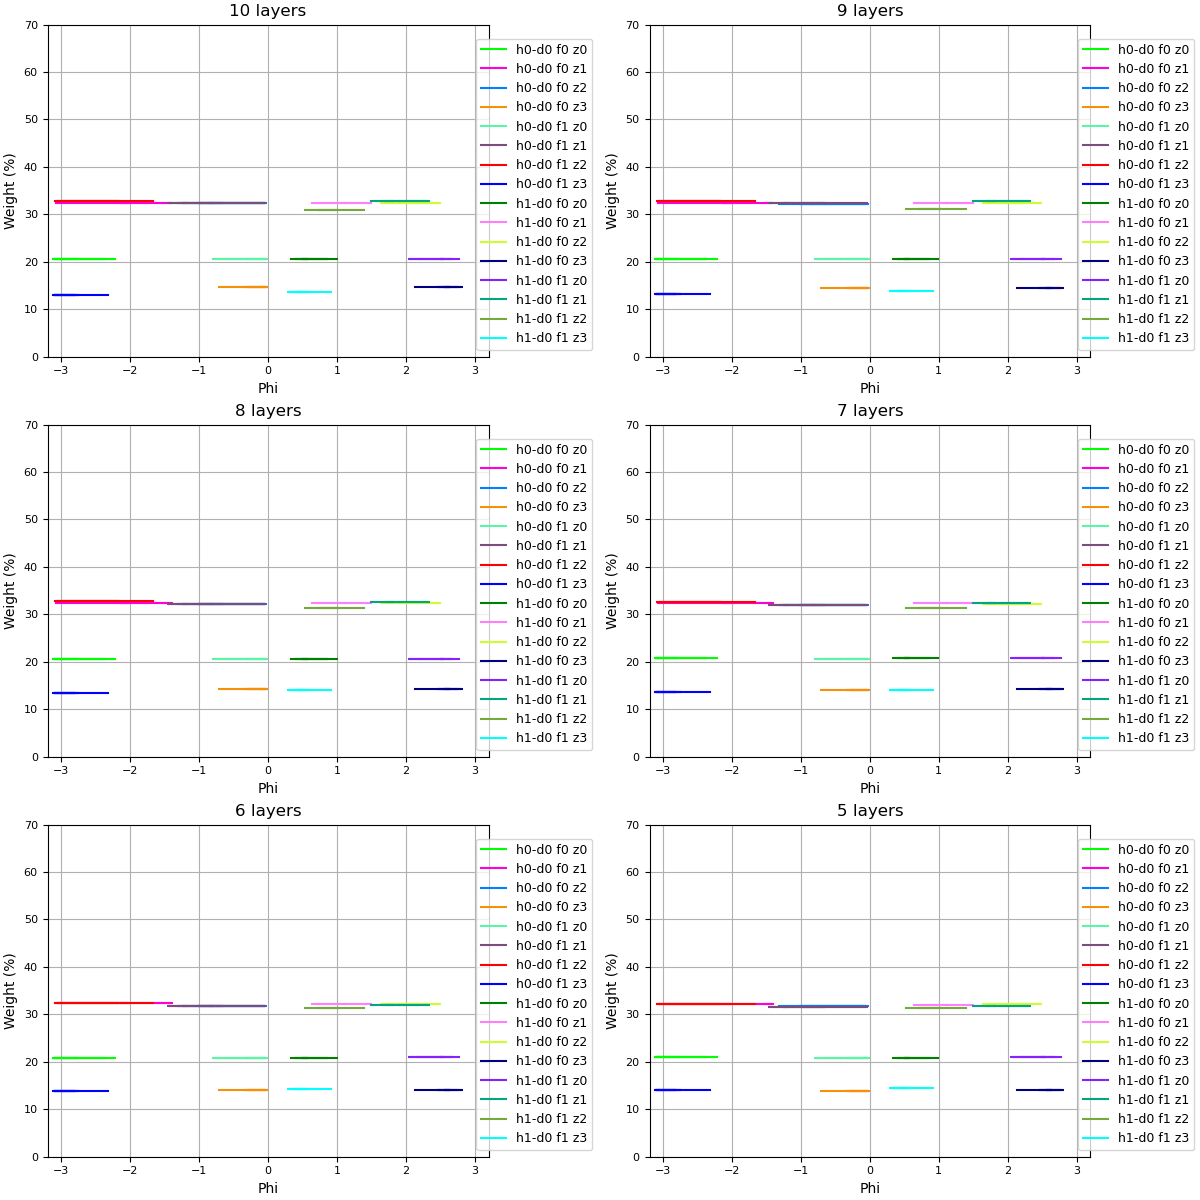 10 layers
Weight (%)
70
60
50
40
30
20
10
0
−3
−2
−1
0
1
2
3
Phi
h0-d0 f0 z0
h0-d0 f0 z1
h0-d0 f0 z2
h0-d0 f0 z3
h0-d0 f1 z0
h0-d0 f1 z1
h0-d0 f1 z2
h0-d0 f1 z3
h1-d0 f0 z0
h1-d0 f0 z1
h1-d0 f0 z2
h1-d0 f0 z3
h1-d0 f1 z0
h1-d0 f1 z1
h1-d0 f1 z2
h1-d0 f1 z3
9 layers
Weight (%)
70
60
50
40
30
20
10
0
−3
−2
−1
0
1
2
3
Phi
h0-d0 f0 z0
h0-d0 f0 z1
h0-d0 f0 z2
h0-d0 f0 z3
h0-d0 f1 z0
h0-d0 f1 z1
h0-d0 f1 z2
h0-d0 f1 z3
h1-d0 f0 z0
h1-d0 f0 z1
h1-d0 f0 z2
h1-d0 f0 z3
h1-d0 f1 z0
h1-d0 f1 z1
h1-d0 f1 z2
h1-d0 f1 z3
8 layers
Weight (%)
70
60
50
40
30
20
10
0
−3
−2
−1
0
1
2
3
Phi
h0-d0 f0 z0
h0-d0 f0 z1
h0-d0 f0 z2
h0-d0 f0 z3
h0-d0 f1 z0
h0-d0 f1 z1
h0-d0 f1 z2
h0-d0 f1 z3
h1-d0 f0 z0
h1-d0 f0 z1
h1-d0 f0 z2
h1-d0 f0 z3
h1-d0 f1 z0
h1-d0 f1 z1
h1-d0 f1 z2
h1-d0 f1 z3
7 layers
Weight (%)
70
60
50
40
30
20
10
0
−3
−2
−1
0
1
2
3
Phi
h0-d0 f0 z0
h0-d0 f0 z1
h0-d0 f0 z2
h0-d0 f0 z3
h0-d0 f1 z0
h0-d0 f1 z1
h0-d0 f1 z2
h0-d0 f1 z3
h1-d0 f0 z0
h1-d0 f0 z1
h1-d0 f0 z2
h1-d0 f0 z3
h1-d0 f1 z0
h1-d0 f1 z1
h1-d0 f1 z2
h1-d0 f1 z3
6 layers
Weight (%)
70
60
50
40
30
20
10
0
−3
−2
−1
0
1
2
3
Phi
h0-d0 f0 z0
h0-d0 f0 z1
h0-d0 f0 z2
h0-d0 f0 z3
h0-d0 f1 z0
h0-d0 f1 z1
h0-d0 f1 z2
h0-d0 f1 z3
h1-d0 f0 z0
h1-d0 f0 z1
h1-d0 f0 z2
h1-d0 f0 z3
h1-d0 f1 z0
h1-d0 f1 z1
h1-d0 f1 z2
h1-d0 f1 z3
5 layers
Weight (%)
70
60
50
40
30
20
10
0
−3
−2
−1
0
1
2
3
Phi
h0-d0 f0 z0
h0-d0 f0 z1
h0-d0 f0 z2
h0-d0 f0 z3
h0-d0 f1 z0
h0-d0 f1 z1
h0-d0 f1 z2
h0-d0 f1 z3
h1-d0 f0 z0
h1-d0 f0 z1
h1-d0 f0 z2
h1-d0 f0 z3
h1-d0 f1 z0
h1-d0 f1 z1
h1-d0 f1 z2
h1-d0 f1 z3